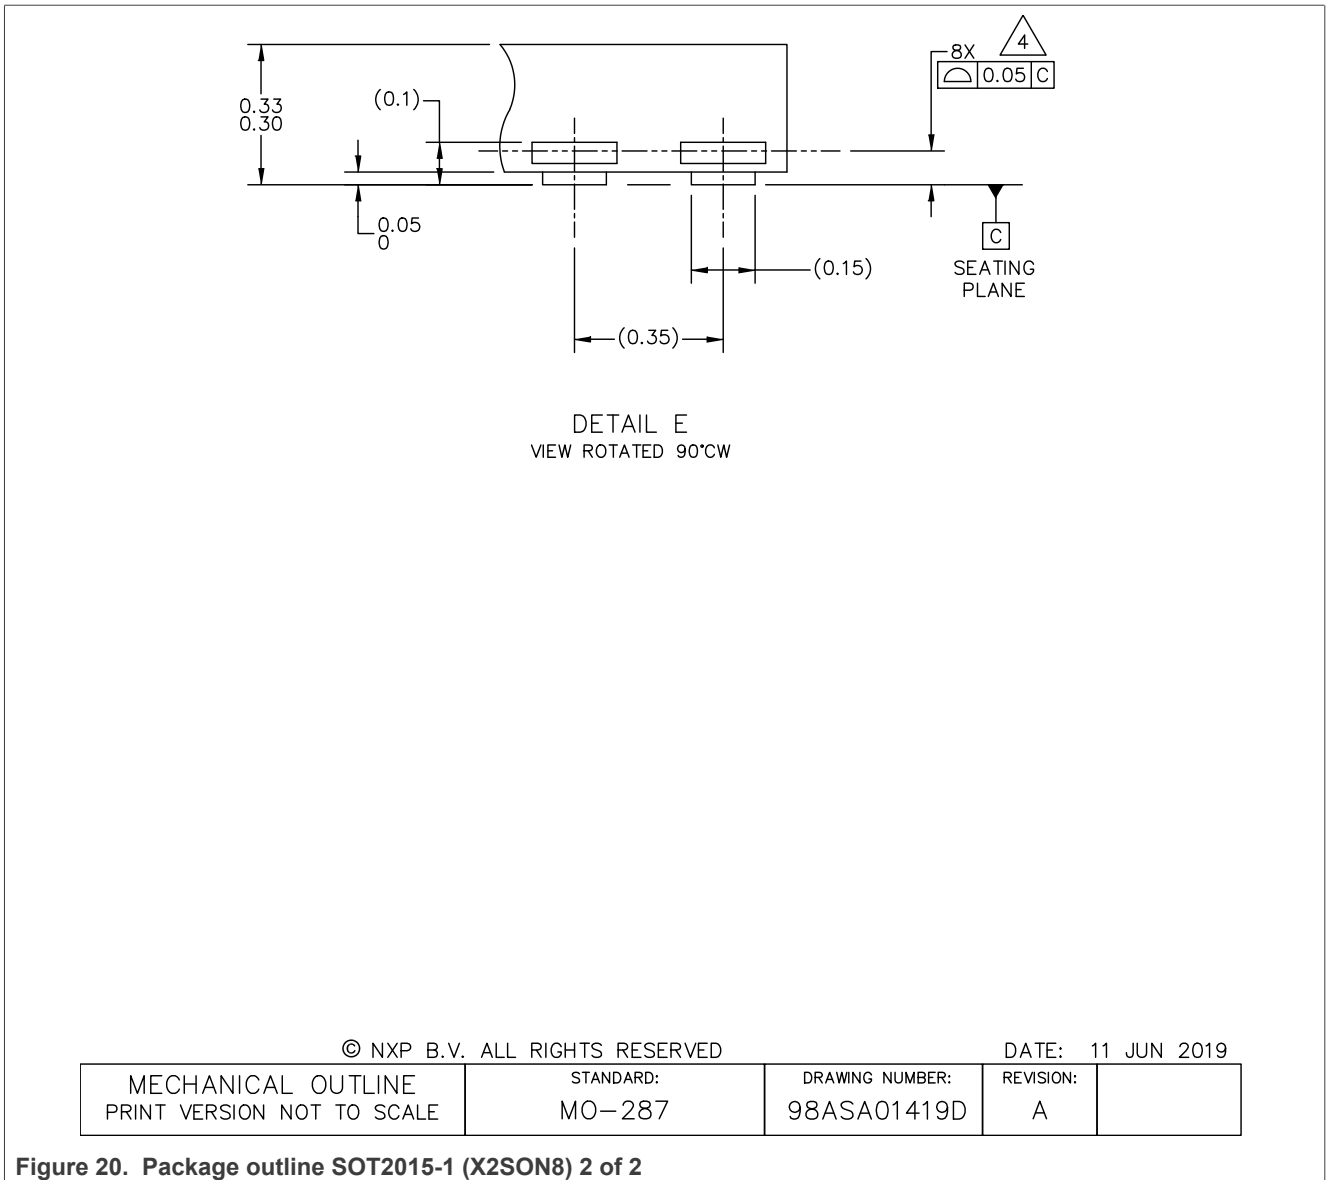 4
8X
0.05 C
0.33
0.30
(0.1)
0.05
0
C
SEATING
PLANE
(0.15)
(0.35)
DETAIL E
VIEW ROTATED 90°CW
© NXP B.V. ALL RIGHTS RESERVED
DATE: 11 JUN 2019
MECHANICAL OUTLINE
PRINT VERSION NOT TO SCALE
STANDARD:
MO-287
DRAWING NUMBER:
98ASA01419D
REVISION:
A
Figure 20. Package outline SOT2015-1 (X2SON8) 2 of 2